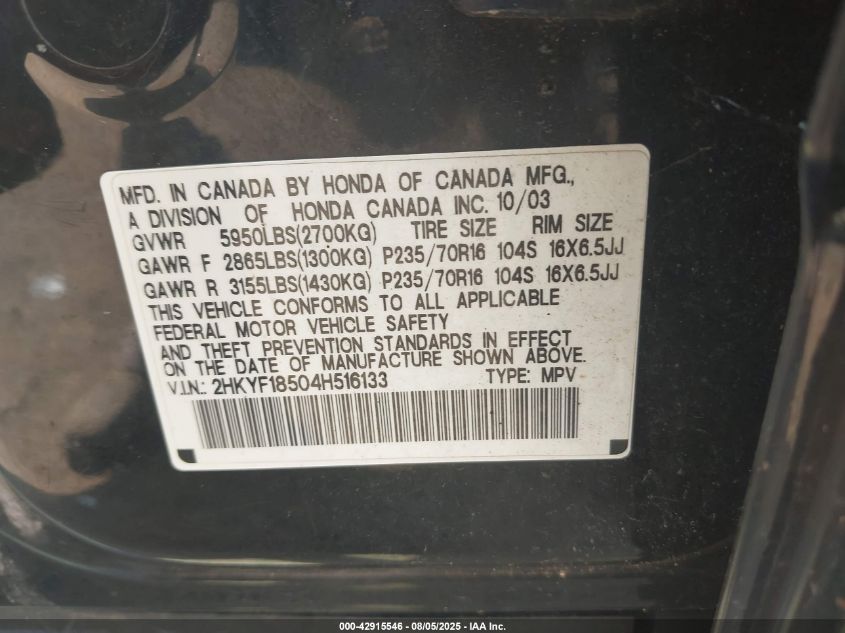 MFD. IN CANADA BY HONDA OF CANADA MFG.,
A DIVISION OF HONDA CANADA INC. 10/03
GVWR 5950LBS(2700KG) TIRE SIZE RIM SIZE
GAWR F 2865LBS(1300KG) P235/70R16 104S 16X6.5JJ
GAWR R 3155LBS(1430KG) P235/70R16 104S 16X6.5JJ
THIS VEHICLE CONFORMS TO ALL APPLICABLE
FEDERAL MOTOR VEHICLE SAFETY
AND THEFT PREVENTION STANDARDS IN EFFECT
ON THE DATE OF MANUFACTURE SHOWN ABOVE.
V.I.N.: 2HKYF18504H516133 TYPE: MPV
000-42915546 - 08/05/2025 - IAA Inc.